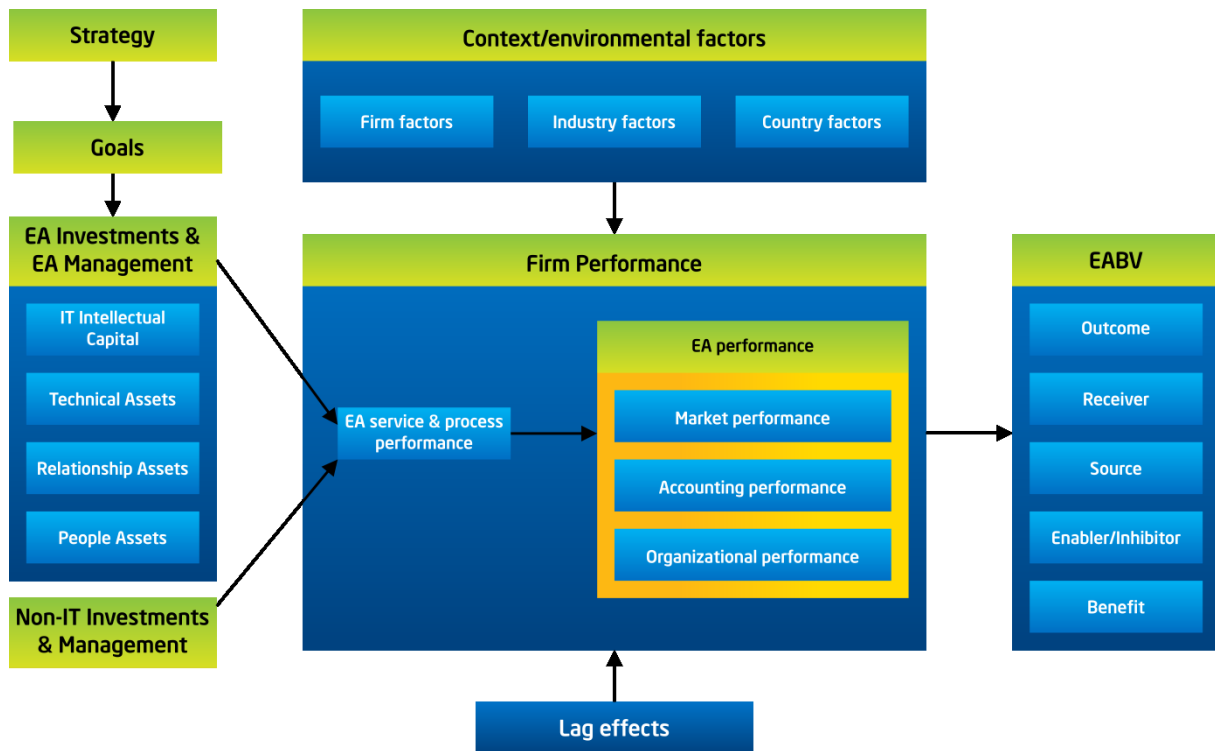 Strategy
Goals
EA Investments &
EA Management
IT Intellectual
Capital
Technical Assets
Relationship Assets
People Assets
Non-IT Investments
& Management
Context/environmental factors
Firm factors
Industry factors
Country factors
Firm Performance
EA service & process
performance
EA performance
Market performance
Accounting performance
Organizational performance
Lag effects
EABV
Outcome
Receiver
Source
Enabler/Inhibitor
Benefit